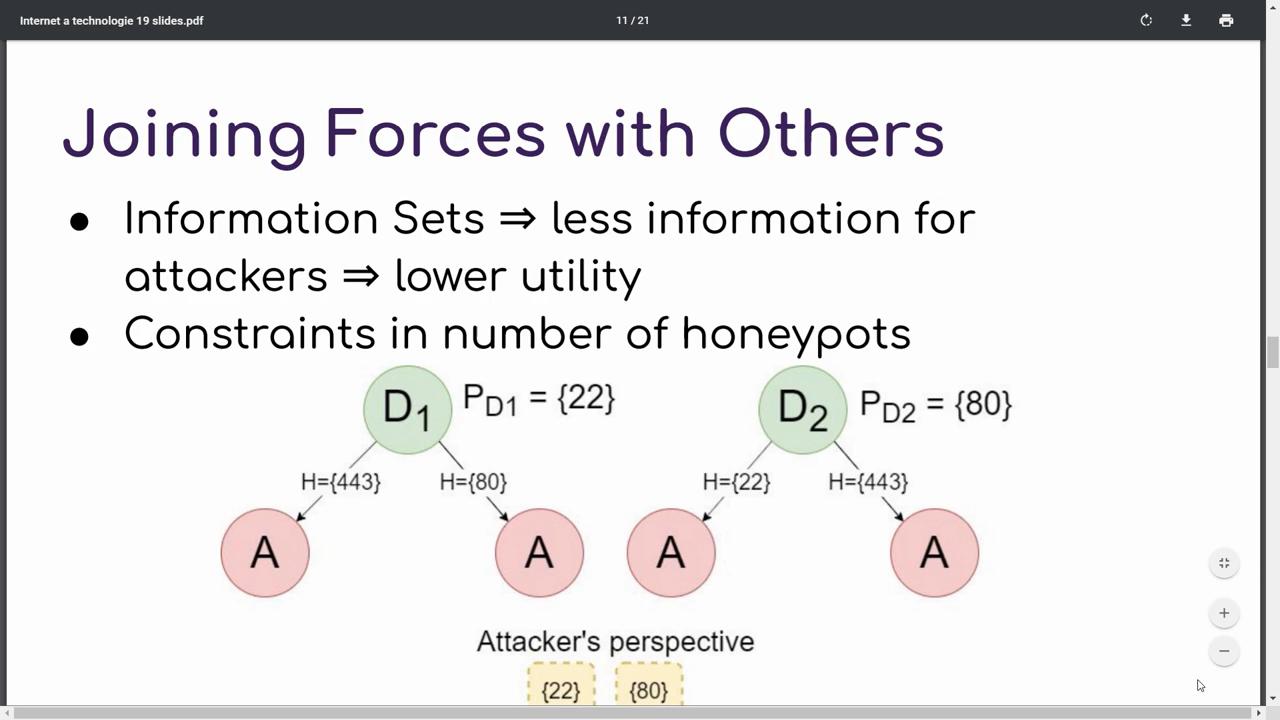 Internet a technologie 19 slides.pdf
11 / 21
Joining Forces with Others
● Information Sets ⇒ less information for
attackers ⇒ lower utility
● Constraints in number of honeypots
D1 PD1 = {22} D2 PD2 = {80}
H={443} H={80} H={22} H={443}
A A A A
Attacker's perspective
{22} {80}